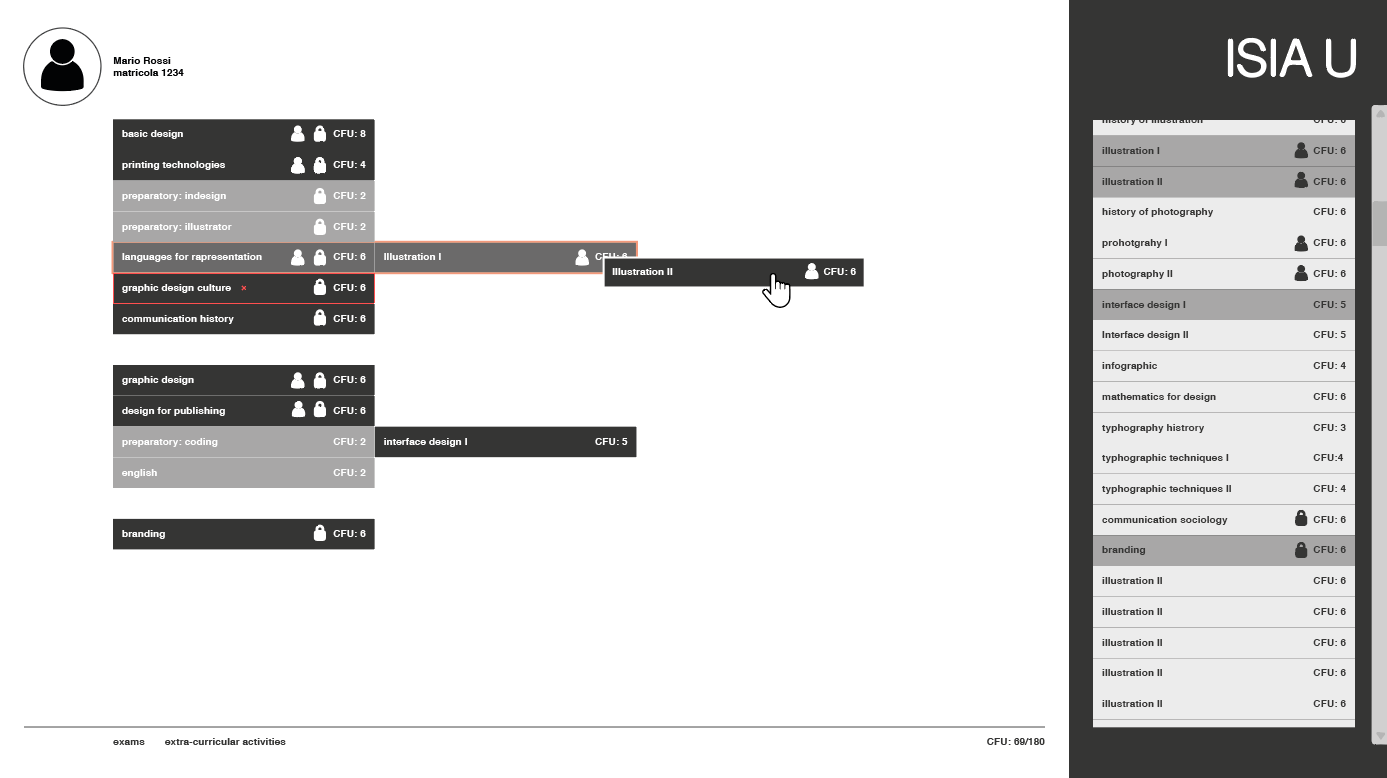 Mario Rossi
matricola 1234
basic design CFU: 8
printing technologies CFU: 4
preparatory: indesign CFU: 2
preparatory: illustrator CFU: 2
languages for rapresentation CFU: 6 Illustration I CFU: 6
Illustration II CFU: 6
graphic design culture × CFU: 6
communication history CFU: 6
graphic design CFU: 6
design for publishing CFU: 6
preparatory: coding CFU: 2 interface design I CFU: 5
english CFU: 2
branding CFU: 6
exams extra-curricular activities CFU: 69/180
ISIA U
history of illustration CFU: 6
illustration I CFU: 6
illustration II CFU: 6
history of photography CFU: 6
prohotgrahy I CFU: 6
photography II CFU: 6
interface design I CFU: 5
Interface design II CFU: 5
infographic CFU: 4
mathematics for design CFU: 6
typhography histrory CFU: 3
typhographic techniques I CFU:4
typhographic techniques II CFU: 4
communication sociology CFU: 6
branding CFU: 6
illustration II CFU: 6
illustration II CFU: 6
illustration II CFU: 6
illustration II CFU: 6
illustration II CFU: 6